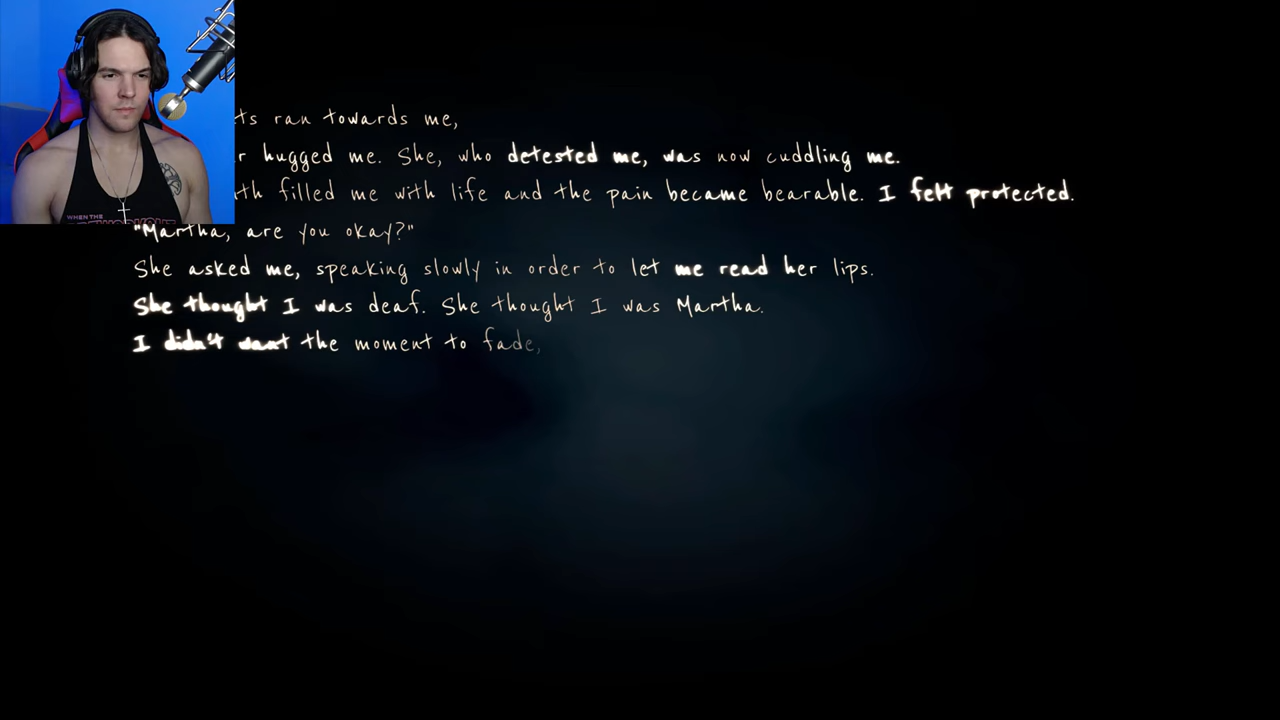 WHEN THE
ran towards me,
hugged me. She, who detested me, was now cuddling me.
filled me with life and the pain became bearable. I felt protected.
"Martha, are you okay?"
She asked me, speaking slowly in order to let me read her lips.
She thought I was deaf. She thought I was Martha.
I didn't want the moment to fade,